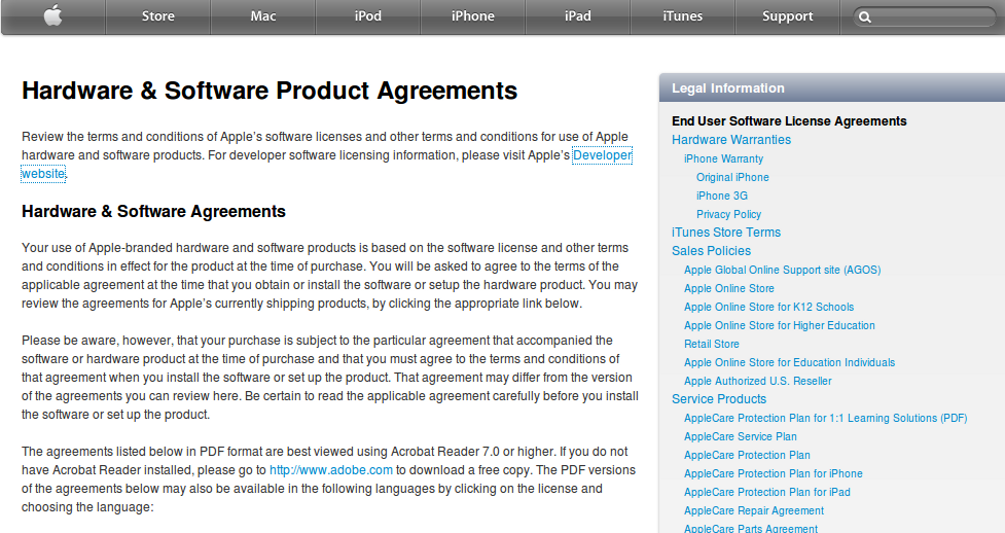 Store
Mac
iPod
iPhone
iPad
iTunes
Support
Hardware & Software Product Agreements
Review the terms and conditions of Apple's software licenses and other terms and conditions for use of Apple
hardware and software products. For developer software licensing information, please visit Apple's Developer
website.
Hardware & Software Agreements
Your use of Apple-branded hardware and software products is based on the software license and other terms
and conditions in effect for the product at the time of purchase. You will be asked to agree to the terms of the
applicable agreement at the time that you obtain or install the software or setup the hardware product. You may
review the agreements for Apple's currently shipping products, by clicking the appropriate link below.
Please be aware, however, that your purchase is subject to the particular agreement that accompanied the
software or hardware product at the time of purchase and that you must agree to the terms and conditions of
that agreement when you install the software or set up the product. That agreement may differ from the version
of the agreements you can review here. Be certain to read the applicable agreement carefully before you install
the software or set up the product.
The agreements listed below in PDF format are best viewed using Acrobat Reader 7.0 or higher. If you do not
have Acrobat Reader installed, please go to http://www.adobe.com to download a free copy. The PDF versions
of the agreements below may also be available in the following languages by clicking on the license and
choosing the language:
Legal Information
End User Software License Agreements
Hardware Warranties
iPhone Warranty
Original iPhone
iPhone 3G
Privacy Policy
iTunes Store Terms
Sales Policies
Apple Global Online Support site (AGOS)
Apple Online Store
Apple Online Store for K12 Schools
Apple Online Store for Higher Education
Retail Store
Apple Online Store for Education Individuals
Apple Authorized U.S. Reseller
Service Products
AppleCare Protection Plan for 1:1 Learning Solutions (PDF)
AppleCare Service Plan
AppleCare Protection Plan
AppleCare Protection Plan for iPhone
AppleCare Protection Plan for iPad
AppleCare Repair Agreement
AppleCare Parts Agreement